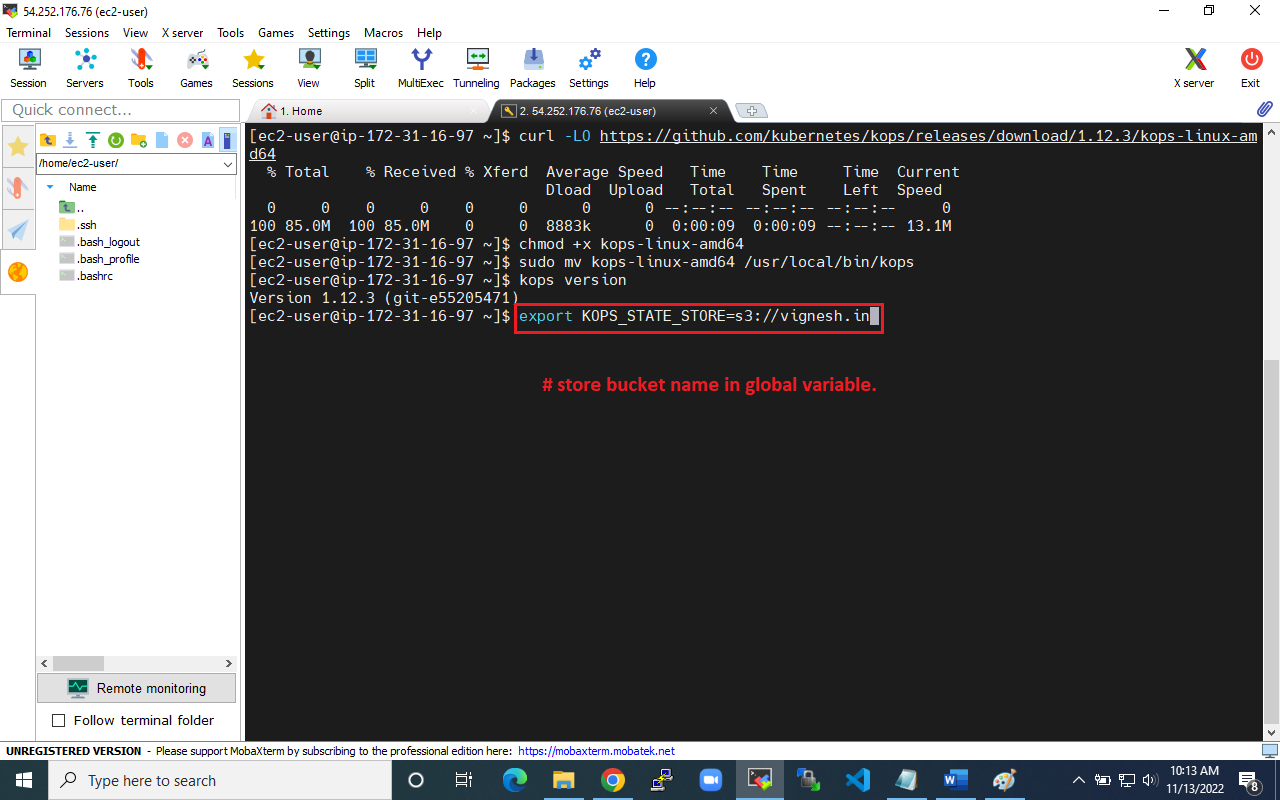 54.252.176.76 (ec2-user)
Terminal Sessions View X server Tools Games Settings Macros Help
Session Servers Tools Games Sessions View Split MultiExec Tunneling Packages Settings Help X server Exit
Quick connect...
1. Home
2. 54.252.176.76 (ec2-user)
/home/ec2-user/
Name
..
.ssh
.bash_logout
.bash_profile
.bashrc
Remote monitoring
Follow terminal folder
[ec2-user@ip-172-31-16-97 ~]$ curl -LO https://github.com/kubernetes/kops/releases/download/1.12.3/kops-linux-am
d64
% Total % Received % Xferd Average Speed Time Time Time Current
Dload Upload Total Spent Left Speed
0 0 0 0 0 0 0 0 --:--:-- --:--:-- --:--:-- 0
100 85.0M 100 85.0M 0 0 8883k 0 0:00:09 0:00:09 --:--:-- 13.1M
[ec2-user@ip-172-31-16-97 ~]$ chmod +x kops-linux-amd64
[ec2-user@ip-172-31-16-97 ~]$ sudo mv kops-linux-amd64 /usr/local/bin/kops
[ec2-user@ip-172-31-16-97 ~]$ kops version
Version 1.12.3 (git-e55205471)
[ec2-user@ip-172-31-16-97 ~]$ export KOPS_STATE_STORE=s3://vignesh.in
# store bucket name in global variable.
UNREGISTERED VERSION - Please support MobaXterm by subscribing to the professional edition here: https://mobaxterm.mobatek.net
Type here to search
10:13 AM
11/13/2022
8